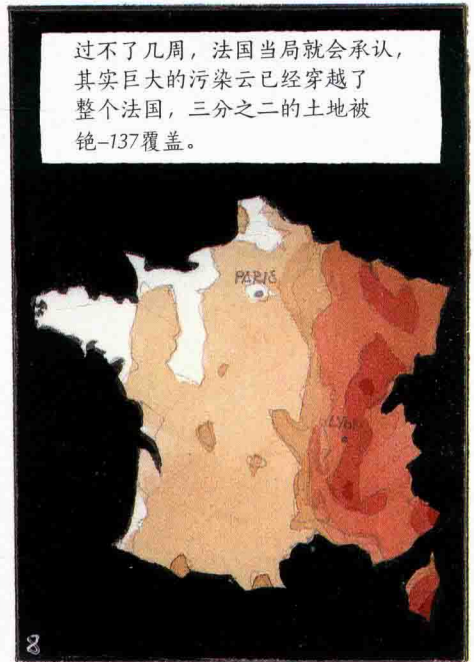 过不了几周，法国当局就会承认，
其实巨大的污染云已经穿越了
整个法国，三分之二的土地被
铯-137覆盖。
PARIS
LYON
8